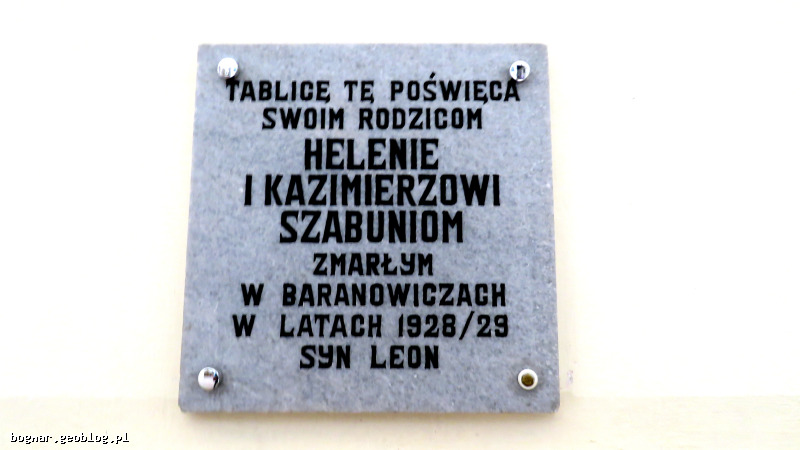 TABLICĘ TĘ POŚWIĘCA
SWOIM RODZICOM
HELENIE
I KAZIMIERZOWI
SZABUNIOM
ZMARŁYM
W BARANOWICZACH
W LATACH 1928/29
SYN LEON
bognar.geoblog.pl